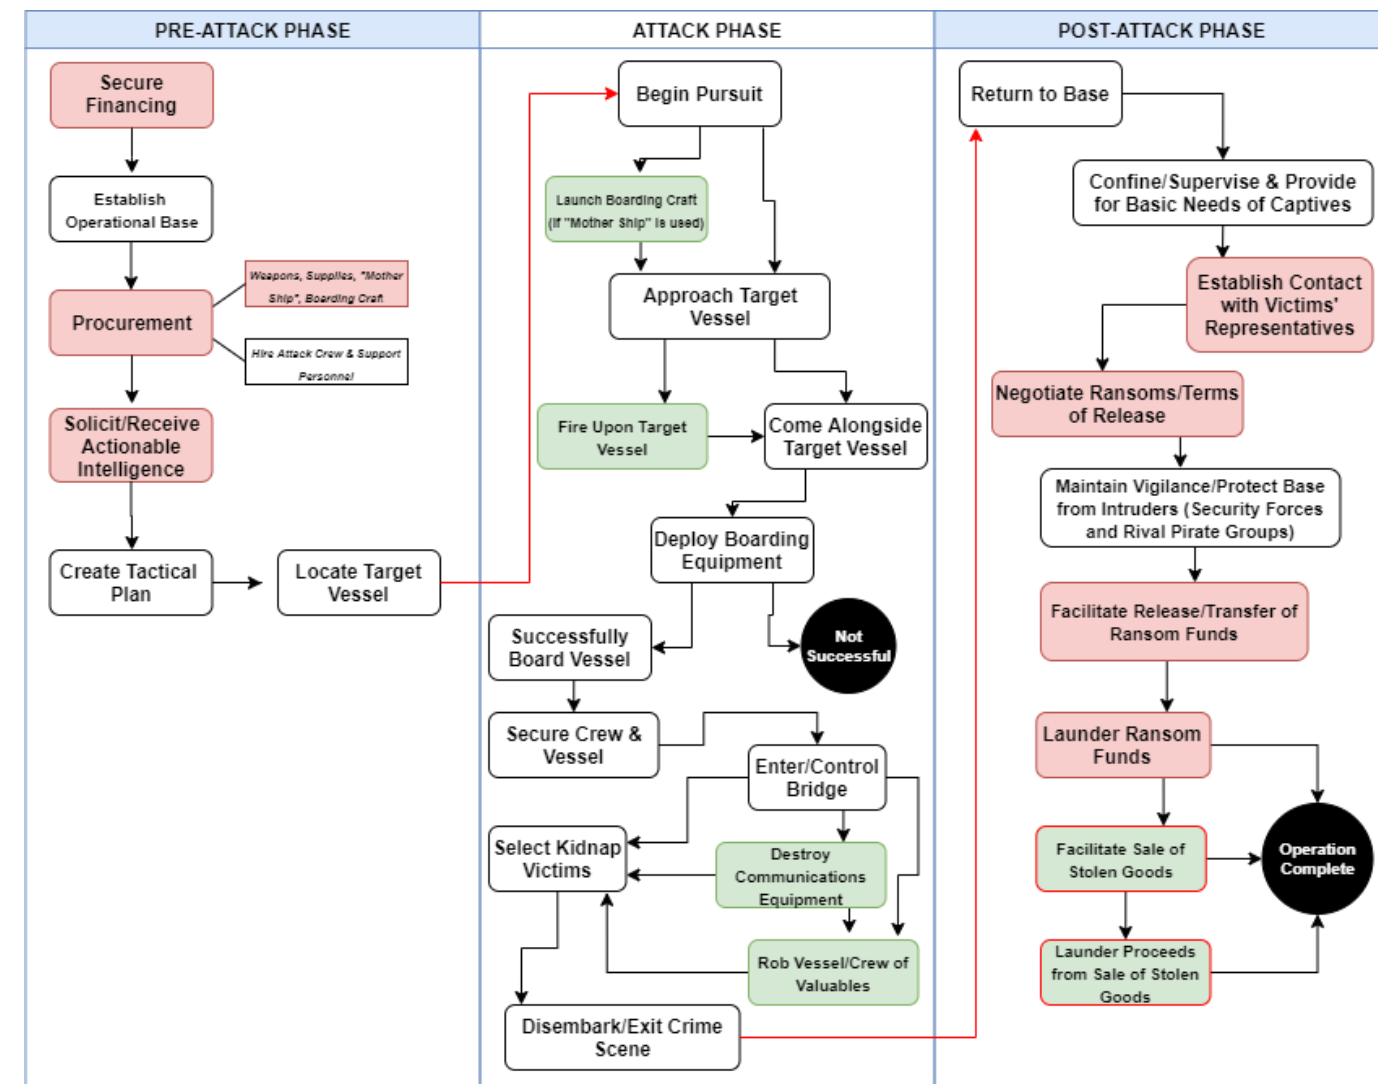 PRE-ATTACK PHASE
Secure
Financing
Establish
Operational Base
Procurement
Weapons, Supplies, "Mother
Ship", Boarding Craft
Hire Attack Crew & Support
Personnel
Solicit/Receive
Actionable
Intelligence
Create Tactical
Plan
Locate Target
Vessel
ATTACK PHASE
Begin Pursuit
Launch Boarding Craft
(If "Mother Ship" is used)
Approach Target
Vessel
Fire Upon Target
Vessel
Come Alongside
Target Vessel
Deploy Boarding
Equipment
Successfully
Board Vessel
Not
Successful
Secure Crew &
Vessel
Enter/Control
Bridge
Select Kidnap
Victims
Destroy
Communications
Equipment
Rob Vessel/Crew of
Valuables
Disembark/Exit Crime
Scene
POST-ATTACK PHASE
Return to Base
Confine/Supervise & Provide
for Basic Needs of Captives
Establish Contact
with Victims'
Representatives
Negotiate Ransoms/Terms
of Release
Maintain Vigilance/Protect Base
from Intruders (Security Forces
and Rival Pirate Groups)
Facilitate Release/Transfer of
Ransom Funds
Launder Ransom
Funds
Facilitate Sale of
Stolen Goods
Operation
Complete
Launder Proceeds
from Sale of Stolen
Goods